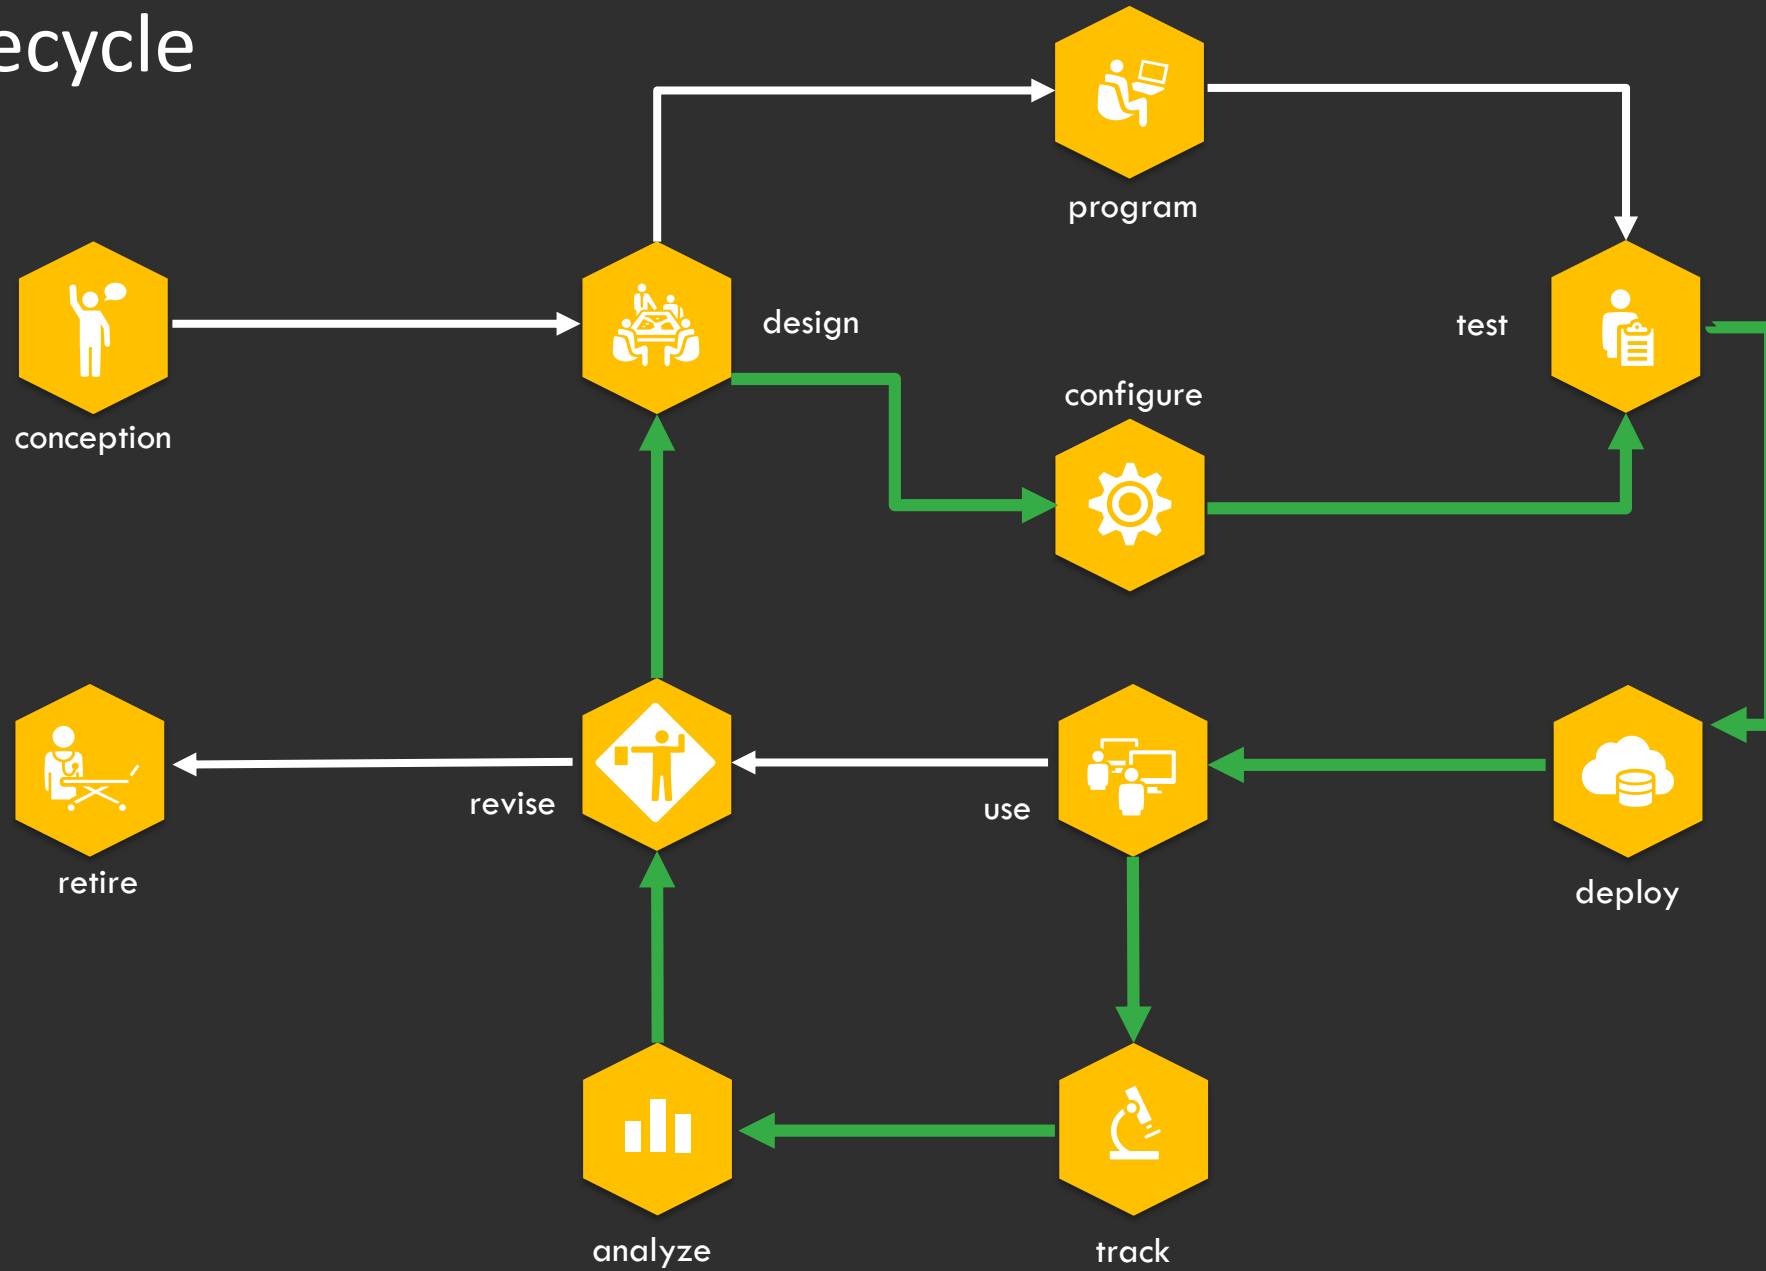 ecycle
program
conception
design
test
configure
retire
revise
use
deploy
analyze
track